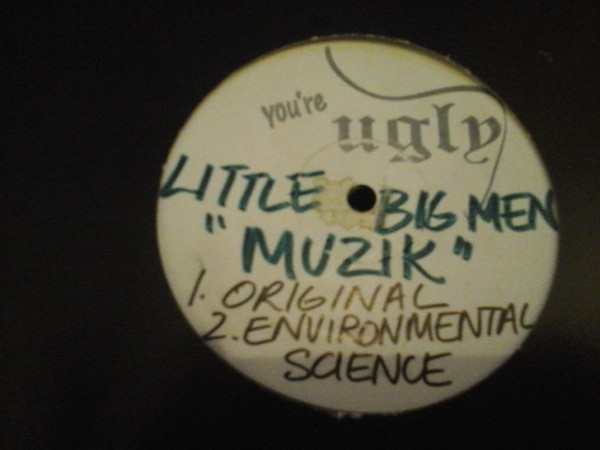 you're
ugly
LITTLE BIG MEN
"MUZIK"
1. ORIGINAL
2. ENVIRONMENTAL
SCIENCE